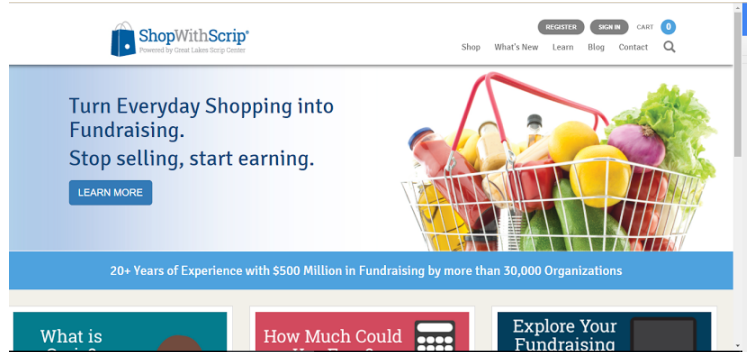 REGISTER SIGN IN CART 0
ShopWithScrip®
Powered by Great Lakes Scrip Center
Shop What's New Learn Blog Contact
Turn Everyday Shopping into
Fundraising.
Stop selling, start earning.
LEARN MORE
20+ Years of Experience with $500 Million in Fundraising by more than 30,000 Organizations
What is
How Much Could
Explore Your
Fundraising